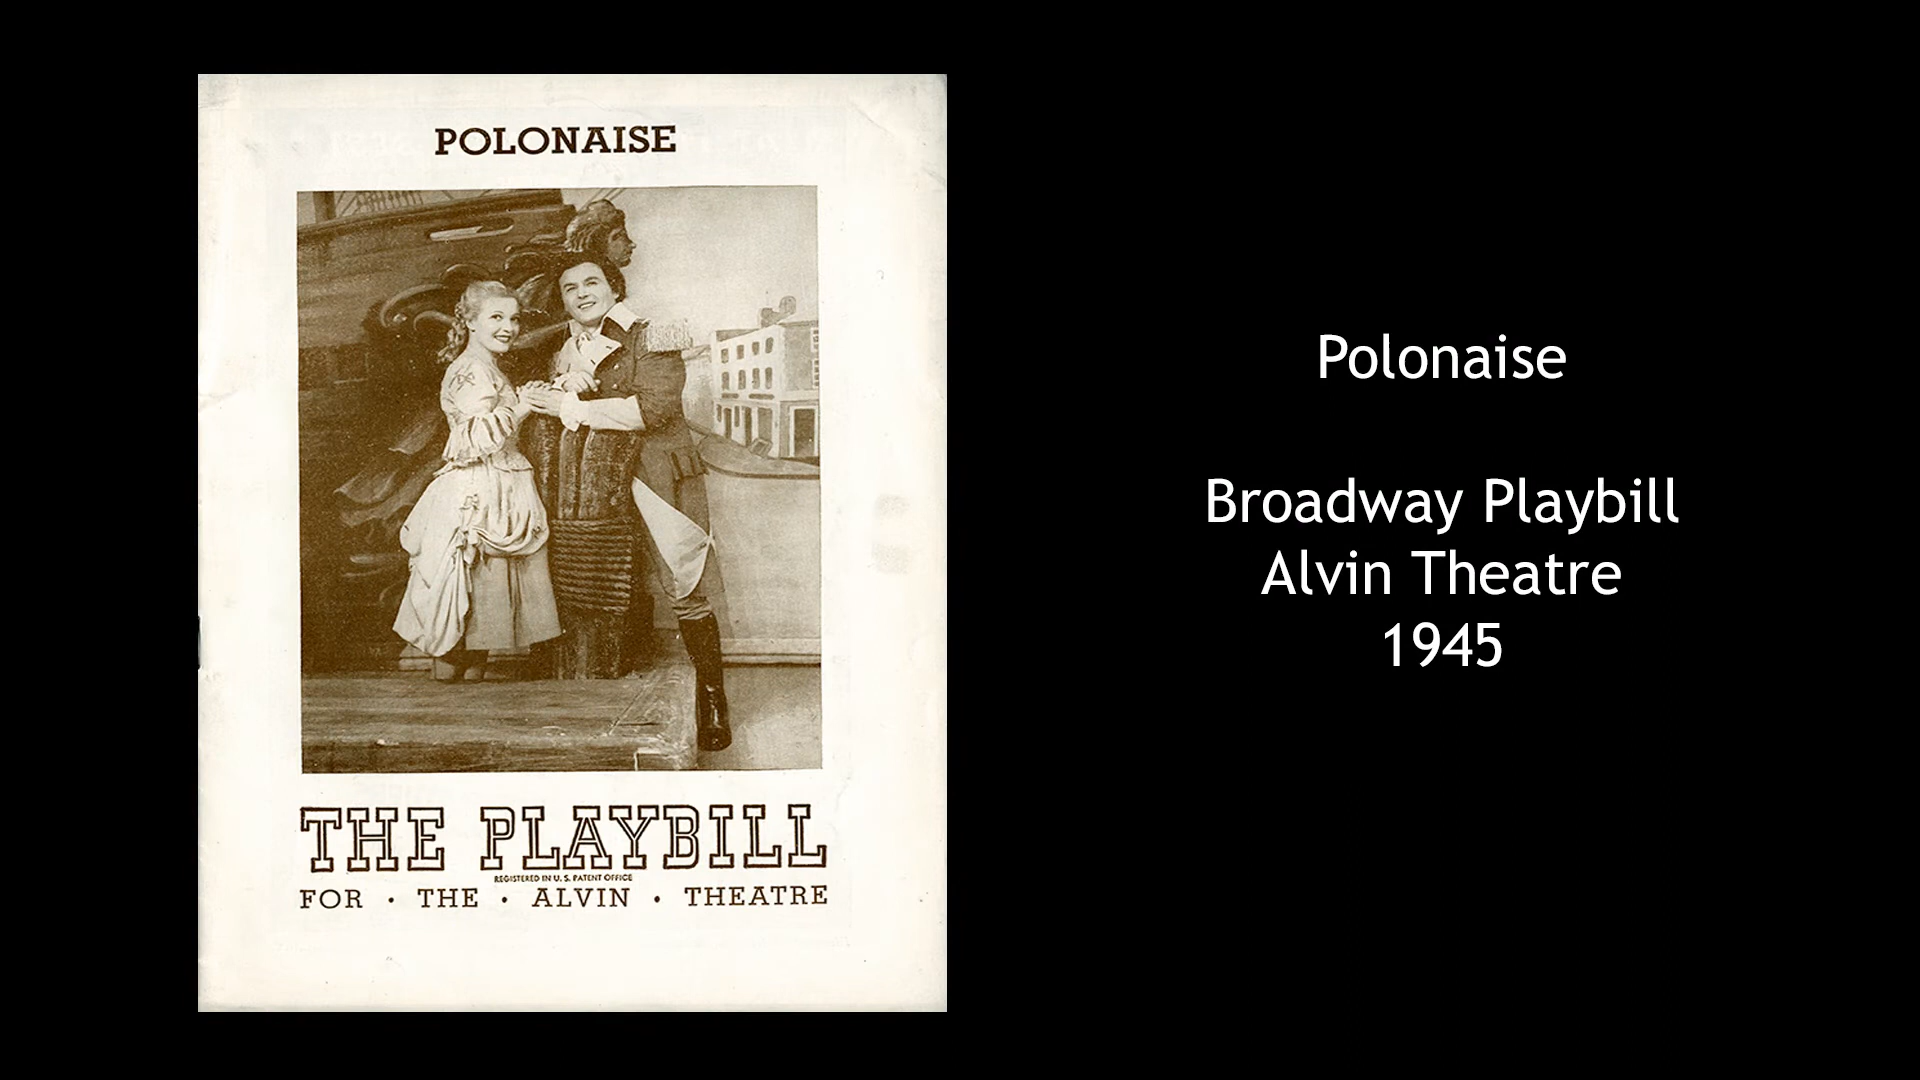 POLONAISE
THE PLAYBILL
REGISTERED IN U. S. PATENT OFFICE
FOR · THE · ALVIN · THEATRE
Polonaise
Broadway Playbill
Alvin Theatre
1945